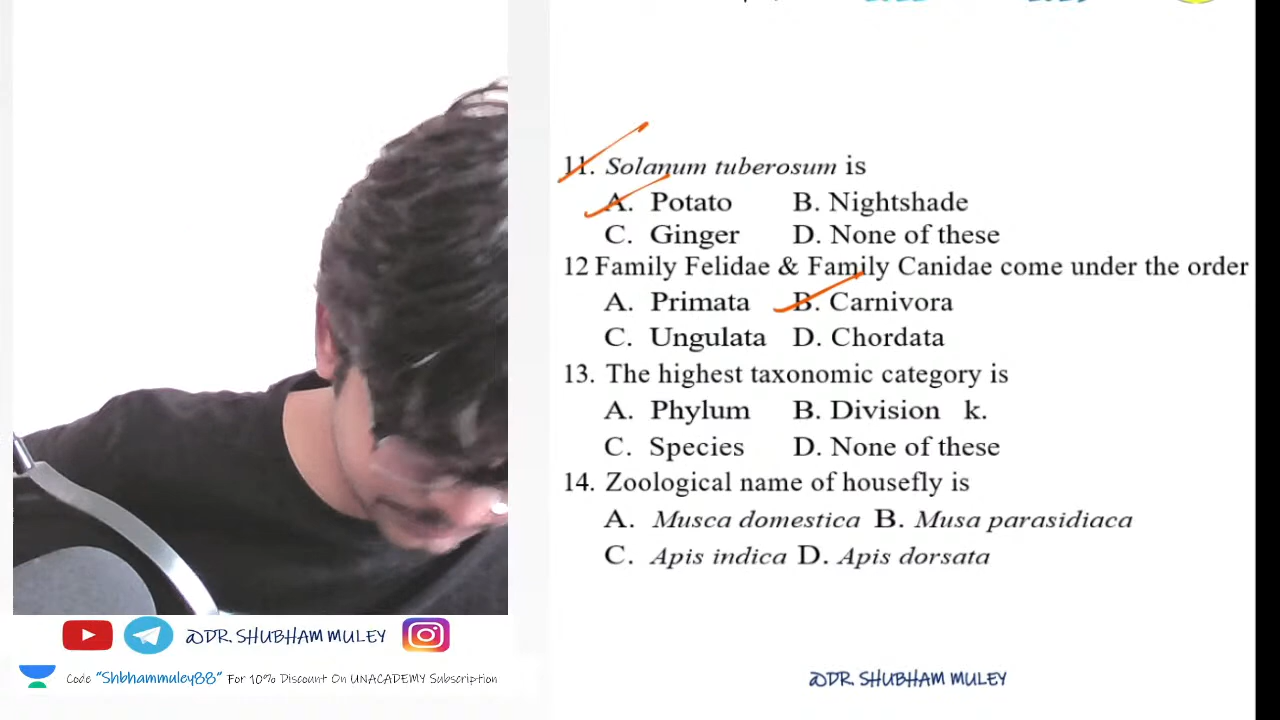 11. Solanum tuberosum is
A. Potato B. Nightshade
C. Ginger D. None of these
12 Family Felidae & Family Canidae come under the order
A. Primata B. Carnivora
C. Ungulata D. Chordata
13. The highest taxonomic category is
A. Phylum B. Division k.
C. Species D. None of these
14. Zoological name of housefly is
A. Musca domestica B. Musa parasidiaca
C. Apis indica D. Apis dorsata
@DR. SHUBHAM MULEY
Code "Shbhammuley88" For 10% Discount On UNACADEMY Subscription
@DR. SHUBHAM MULEY